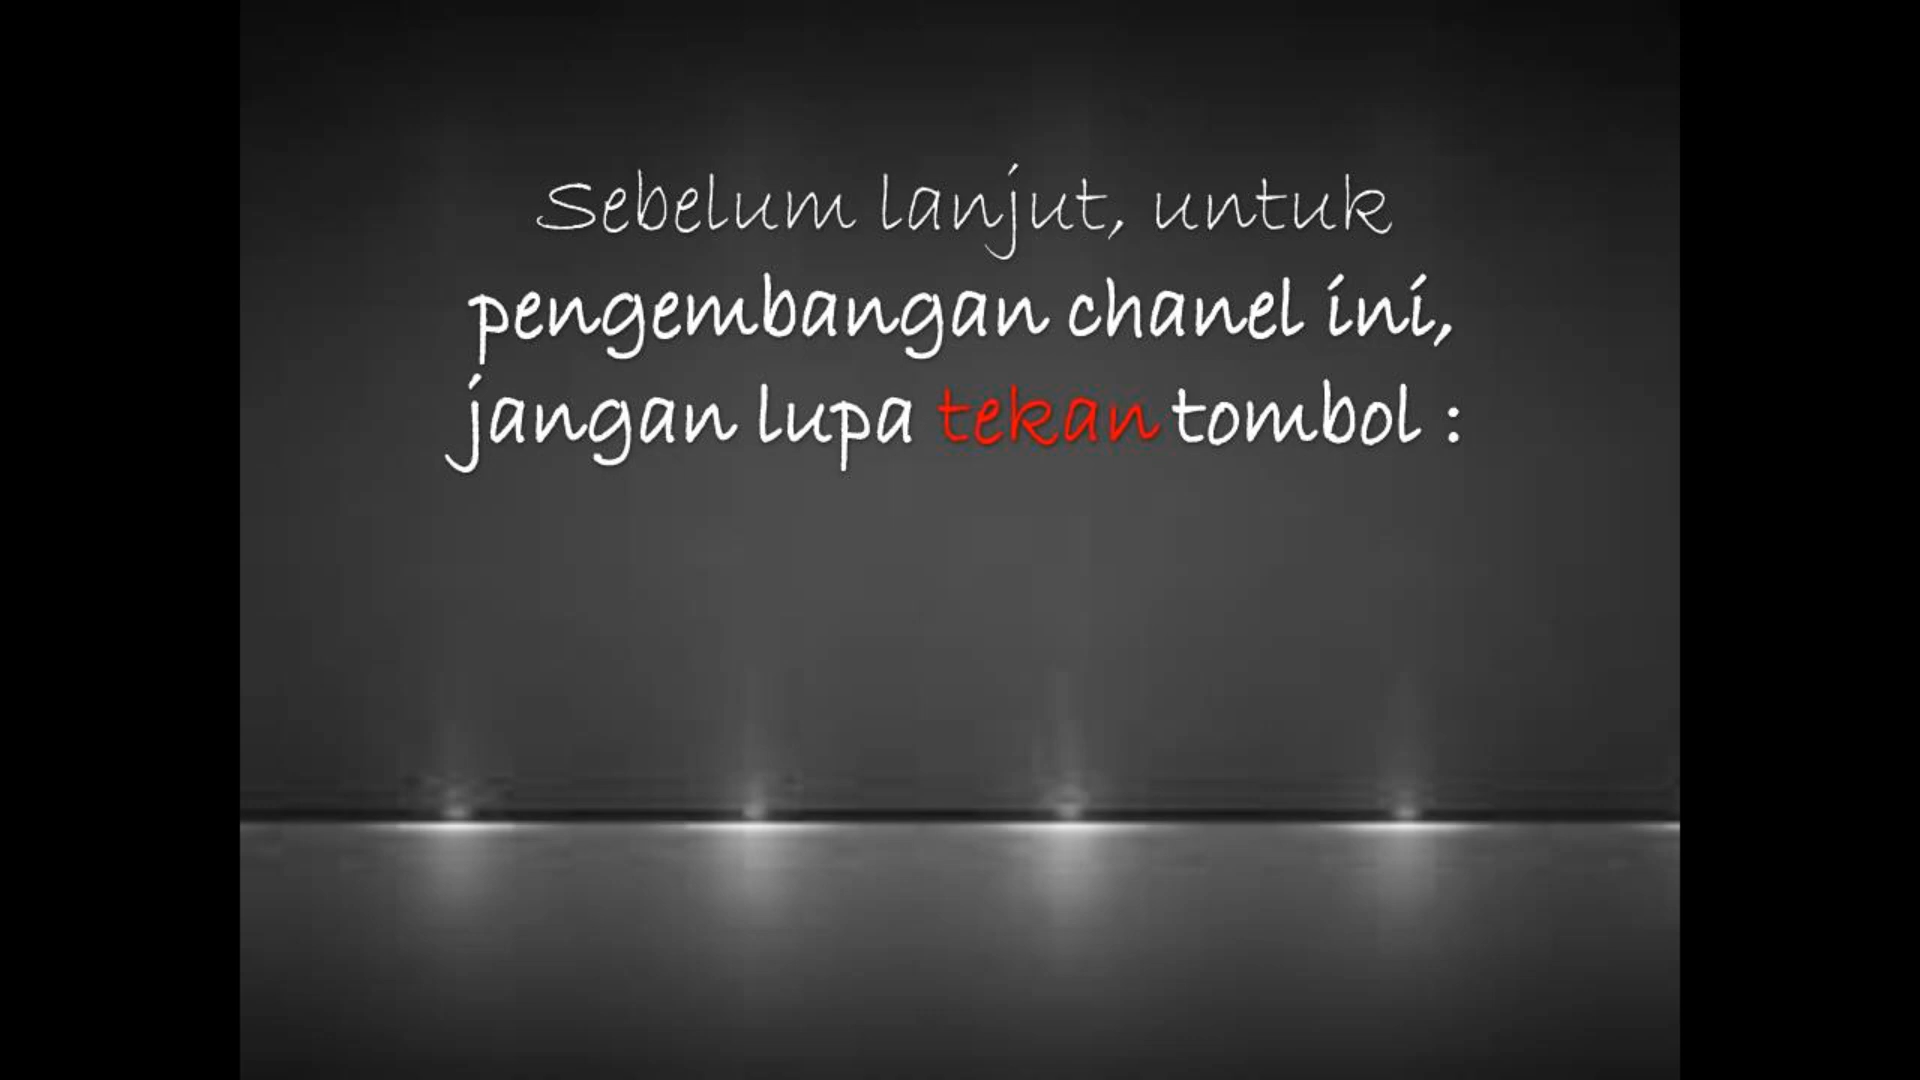 Sebelum lanjut, untuk
pengembangan chanel ini,
jangan lupa tekan tombol :